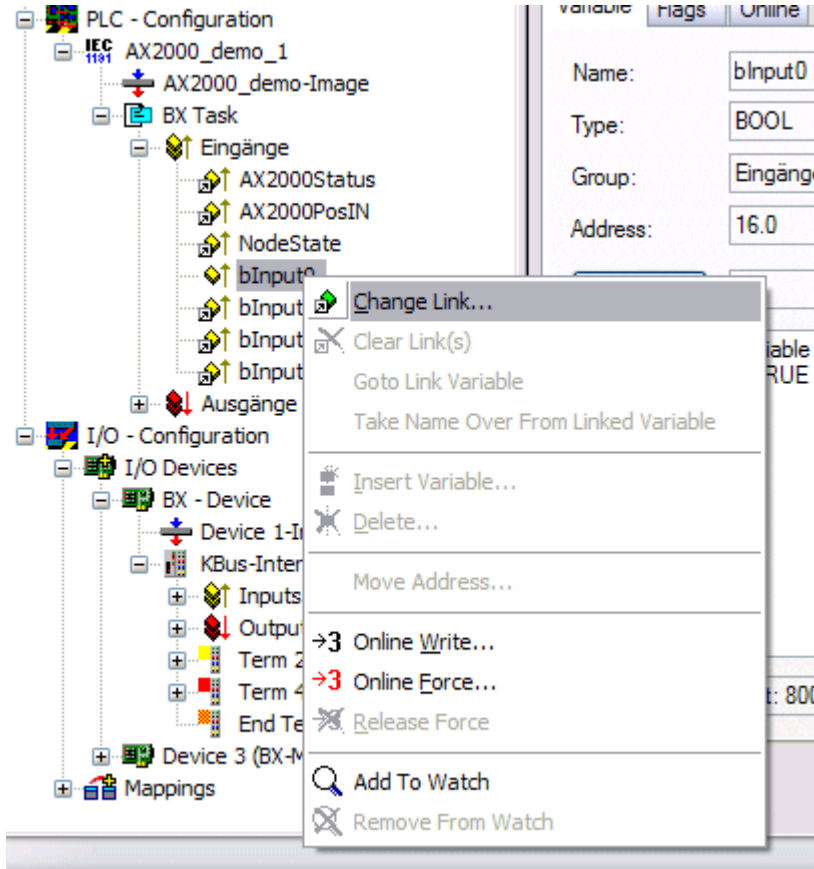 PLC - Configuration
IEC 1131 AX2000_demo_1
AX2000_demo-Image
BX Task
Eingänge
AX2000Status
AX2000PosIN
NodeState
bInput0
bInput
bInput
bInput
Ausgänge
I/O - Configuration
I/O Devices
BX - Device
Device 1-I
KBus-Inter
Inputs
Outpu
Term 2
Term 4
End Te
Device 3 (BX-M
Mappings
Variable Flags Online
Name: bInput0
Type: BOOL
Group: Eingäng
Address: 16.0
iable
RUE
t: 800
Change Link...
Clear Link(s)
Goto Link Variable
Take Name Over From Linked Variable
Insert Variable...
Delete...
Move Address...
→3 Online Write...
→3 Online Force...
Release Force
Add To Watch
Remove From Watch